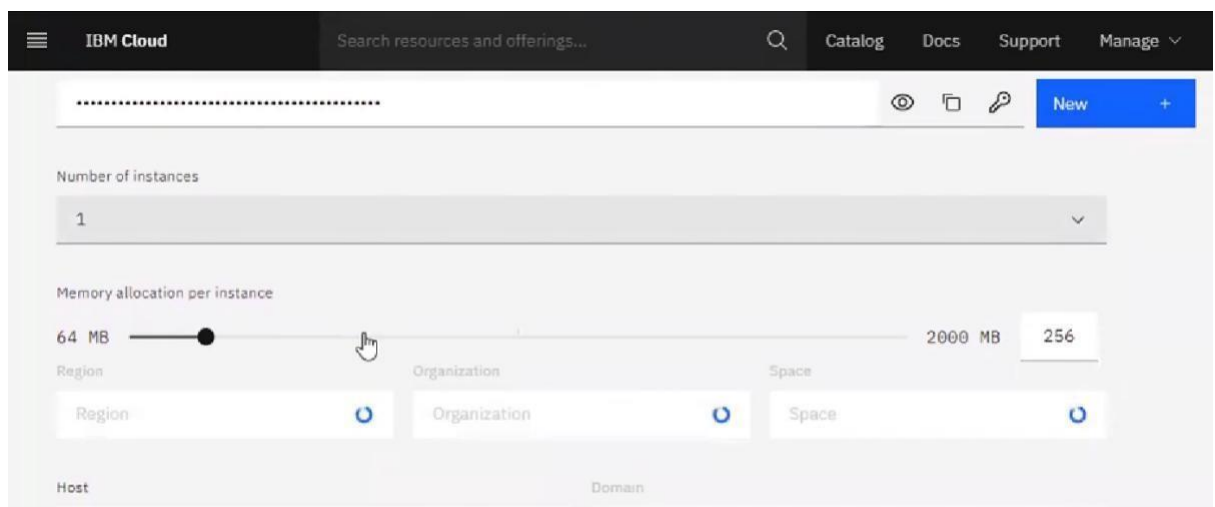 IBM Cloud Search resources and offerings... Catalog Docs Support Manage
•••••••••••••••••••••••••••••••••••••••••••• New +
Number of instances
1
Memory allocation per instance
64 MB 2000 MB 256
Region Organization Space
Region Organization Space
Host Domain